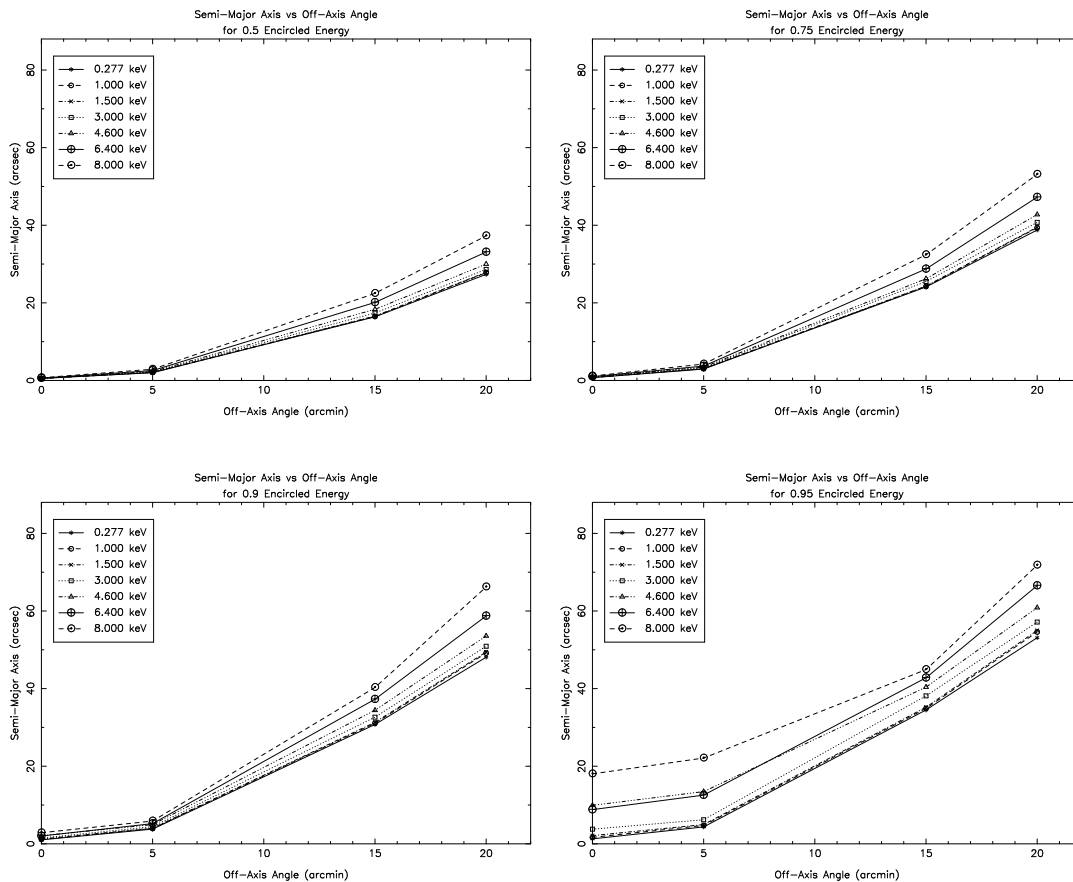 Semi-Major Axis vs Off-Axis Angle
for 0.5 Encircled Energy
0.277 keV
1.000 keV
1.500 keV
3.000 keV
4.600 keV
6.400 keV
8.000 keV
Semi-Major Axis (arcsec)
0 20 40 60 80
0 5 10 15 20
Off-Axis Angle (arcmin)
Semi-Major Axis vs Off-Axis Angle
for 0.75 Encircled Energy
0.277 keV
1.000 keV
1.500 keV
3.000 keV
4.600 keV
6.400 keV
8.000 keV
Semi-Major Axis (arcsec)
0 20 40 60 80
0 5 10 15 20
Off-Axis Angle (arcmin)
Semi-Major Axis vs Off-Axis Angle
for 0.9 Encircled Energy
0.277 keV
1.000 keV
1.500 keV
3.000 keV
4.600 keV
6.400 keV
8.000 keV
Semi-Major Axis (arcsec)
0 20 40 60 80
0 5 10 15 20
Off-Axis Angle (arcmin)
Semi-Major Axis vs Off-Axis Angle
for 0.95 Encircled Energy
0.277 keV
1.000 keV
1.500 keV
3.000 keV
4.600 keV
6.400 keV
8.000 keV
Semi-Major Axis (arcsec)
0 20 40 60 80
0 5 10 15 20
Off-Axis Angle (arcmin)